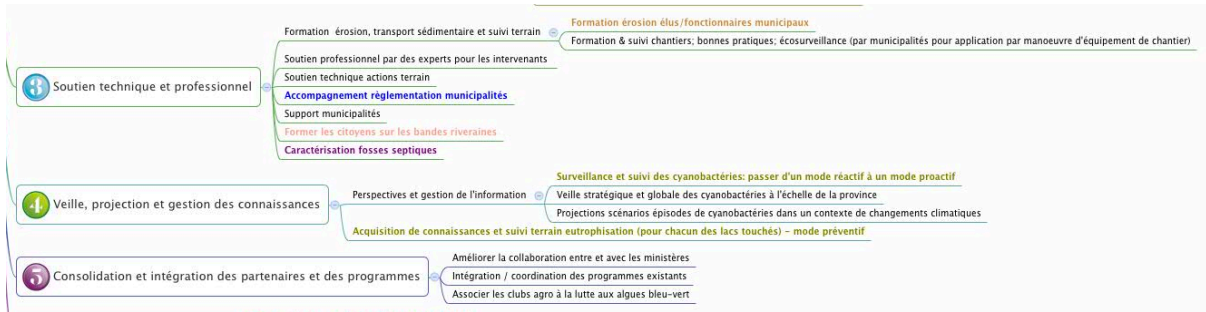 Formation érosion, transport sédimentaire et suivi terrain
Formation érosion élus/fonctionnaires municipaux
Formation & suivi chantiers; bonnes pratiques; écosurveillance (par municipalités pour application par manoeuvre d'équipement de chantier)
3 Soutien technique et professionnel
Soutien professionnel par des experts pour les intervenants
Soutien technique actions terrain
Accompagnement règlementation municipalités
Support municipalités
Former les citoyens sur les bandes riveraines
Caractérisation fosses septiques
4 Veille, projection et gestion des connaissances
Perspectives et gestion de l'information
Surveillance et suivi des cyanobactéries: passer d'un mode réactif à un mode proactif
Veille stratégique et globale des cyanobactéries à l'échelle de la province
Projections scénarios épisodes de cyanobactéries dans un contexte de changements climatiques
Acquisition de connaissances et suivi terrain eutrophisation (pour chacun des lacs touchés) - mode préventif
5 Consolidation et intégration des partenaires et des programmes
Améliorer la collaboration entre et avec les ministères
Intégration / coordination des programmes existants
Associer les clubs agro à la lutte aux algues bleu-vert